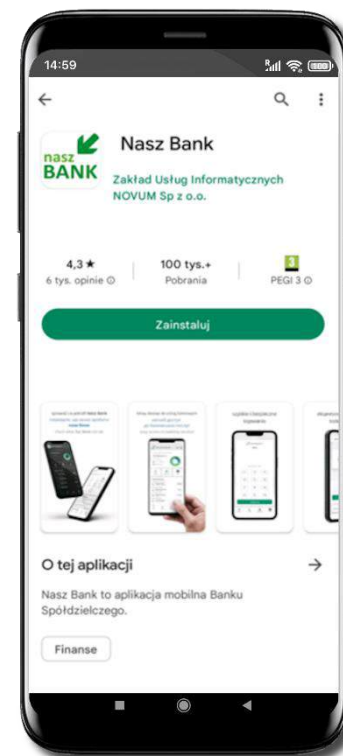 14:59
nasz
BANK
Nasz Bank
Zakład Usług Informatycznych
NOVUM Sp z o.o.
4,3 ★
6 tys. opinie
100 tys.+
Pobrania
3
PEGI 3
Zainstaluj
O tej aplikacji
Nasz Bank to aplikacja mobilna Banku
Spółdzielczego.
Finanse